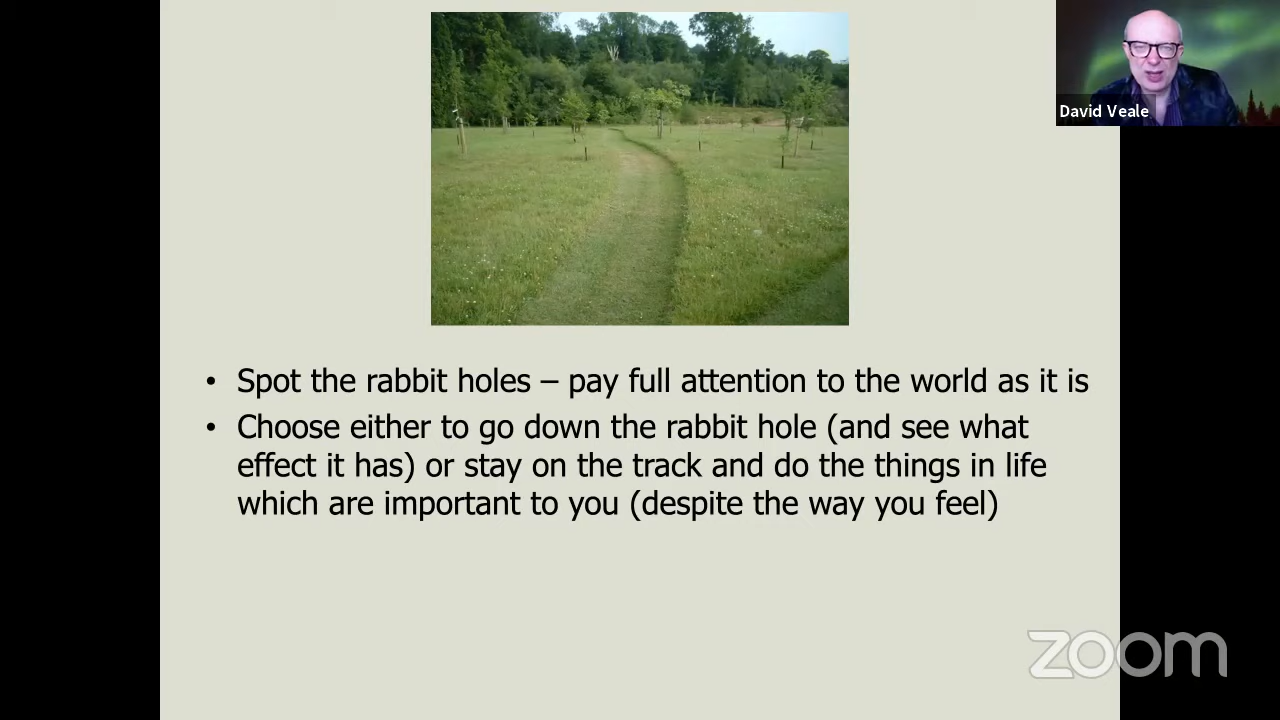 David Veale
• Spot the rabbit holes – pay full attention to the world as it is
• Choose either to go down the rabbit hole (and see what
effect it has) or stay on the track and do the things in life
which are important to you (despite the way you feel)
zoom